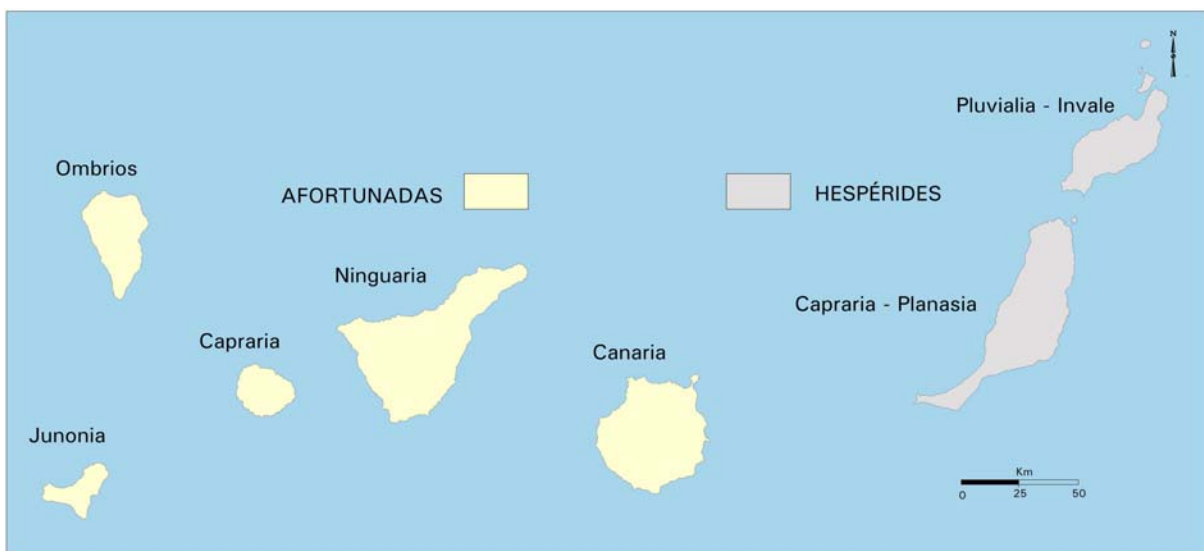 N
Pluvialia - Invale
Ombrios
AFORTUNADAS
HESPÉRIDES
Ninguaria
Capraria - Planasia
Capraria
Canaria
Junonia
Km
0 25 50